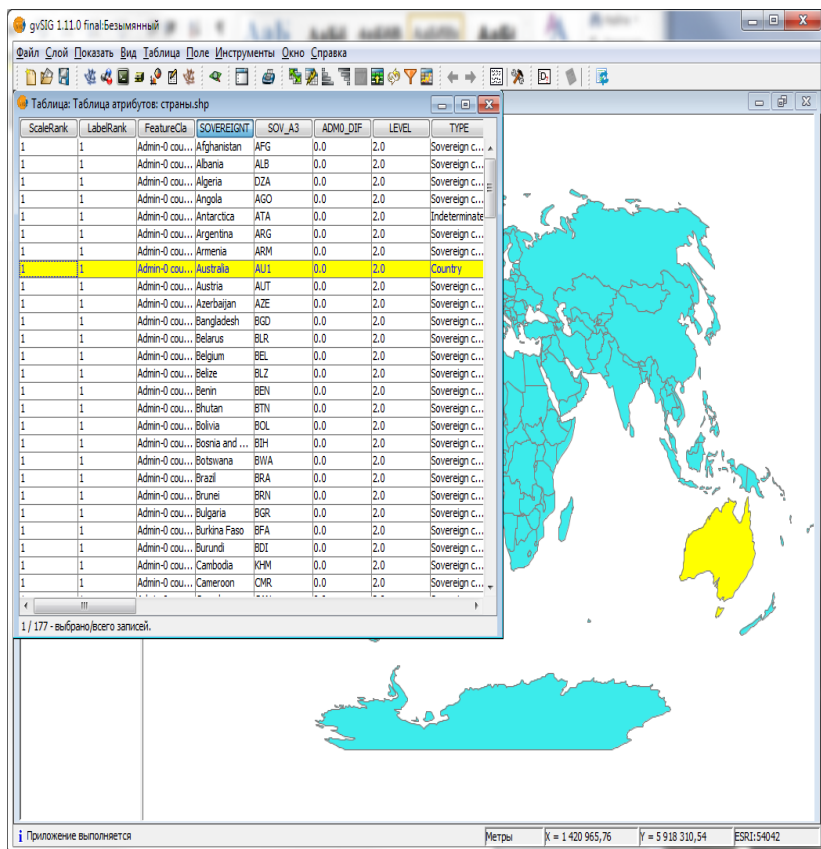 gvSIG 1.11.0 final:Безымянный
Файл Слой Показать Вид Таблица Поле Инструменты Окно Справка
Таблица: Таблица атрибутов: страны.shp
ScaleRank LabelRank FeatureCla SOVEREIGNT SOV_A3 ADM0_DIF LEVEL TYPE
1 1 Admin-0 cou... Afghanistan AFG 0.0 2.0 Sovereign c...
1 1 Admin-0 cou... Albania ALB 0.0 2.0 Sovereign c...
1 1 Admin-0 cou... Algeria DZA 0.0 2.0 Sovereign c...
1 1 Admin-0 cou... Angola AGO 0.0 2.0 Sovereign c...
1 1 Admin-0 cou... Antarctica ATA 0.0 2.0 Indeterminate
1 1 Admin-0 cou... Argentina ARG 0.0 2.0 Sovereign c...
1 1 Admin-0 cou... Armenia ARM 0.0 2.0 Sovereign c...
1 1 Admin-0 cou... Australia AU1 0.0 2.0 Country
1 1 Admin-0 cou... Austria AUT 0.0 2.0 Sovereign c...
1 1 Admin-0 cou... Azerbaijan AZE 0.0 2.0 Sovereign c...
1 1 Admin-0 cou... Bangladesh BGD 0.0 2.0 Sovereign c...
1 1 Admin-0 cou... Belarus BLR 0.0 2.0 Sovereign c...
1 1 Admin-0 cou... Belgium BEL 0.0 2.0 Sovereign c...
1 1 Admin-0 cou... Belize BLZ 0.0 2.0 Sovereign c...
1 1 Admin-0 cou... Benin BEN 0.0 2.0 Sovereign c...
1 1 Admin-0 cou... Bhutan BTN 0.0 2.0 Sovereign c...
1 1 Admin-0 cou... Bolivia BOL 0.0 2.0 Sovereign c...
1 1 Admin-0 cou... Bosnia and ... BIH 0.0 2.0 Sovereign c...
1 1 Admin-0 cou... Botswana BWA 0.0 2.0 Sovereign c...
1 1 Admin-0 cou... Brazil BRA 0.0 2.0 Sovereign c...
1 1 Admin-0 cou... Brunei BRN 0.0 2.0 Sovereign c...
1 1 Admin-0 cou... Bulgaria BGR 0.0 2.0 Sovereign c...
1 1 Admin-0 cou... Burkina Faso BFA 0.0 2.0 Sovereign c...
1 1 Admin-0 cou... Burundi BDI 0.0 2.0 Sovereign c...
1 1 Admin-0 cou... Cambodia KHM 0.0 2.0 Sovereign c...
1 1 Admin-0 cou... Cameroon CMR 0.0 2.0 Sovereign c...
1 / 177 - выбрано/всего записей.
Приложение выполняется Метры X = 1 420 965,76 Y = 5 918 310,54 ESRI:54042